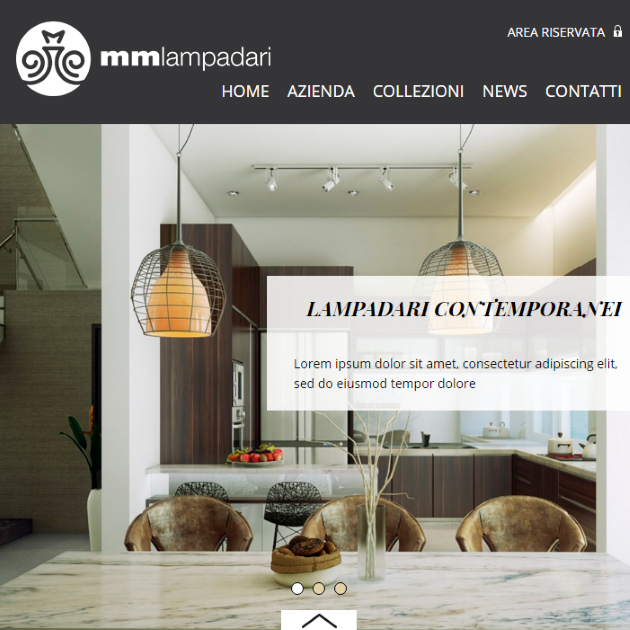 AREA RISERVATA
mmlampadari
HOME AZIENDA COLLEZIONI NEWS CONTATTI
LAMPADARI CONTEMPORANEI
Lorem ipsum dolor sit amet, consectetur adipiscing elit,
sed do eiusmod tempor dolore